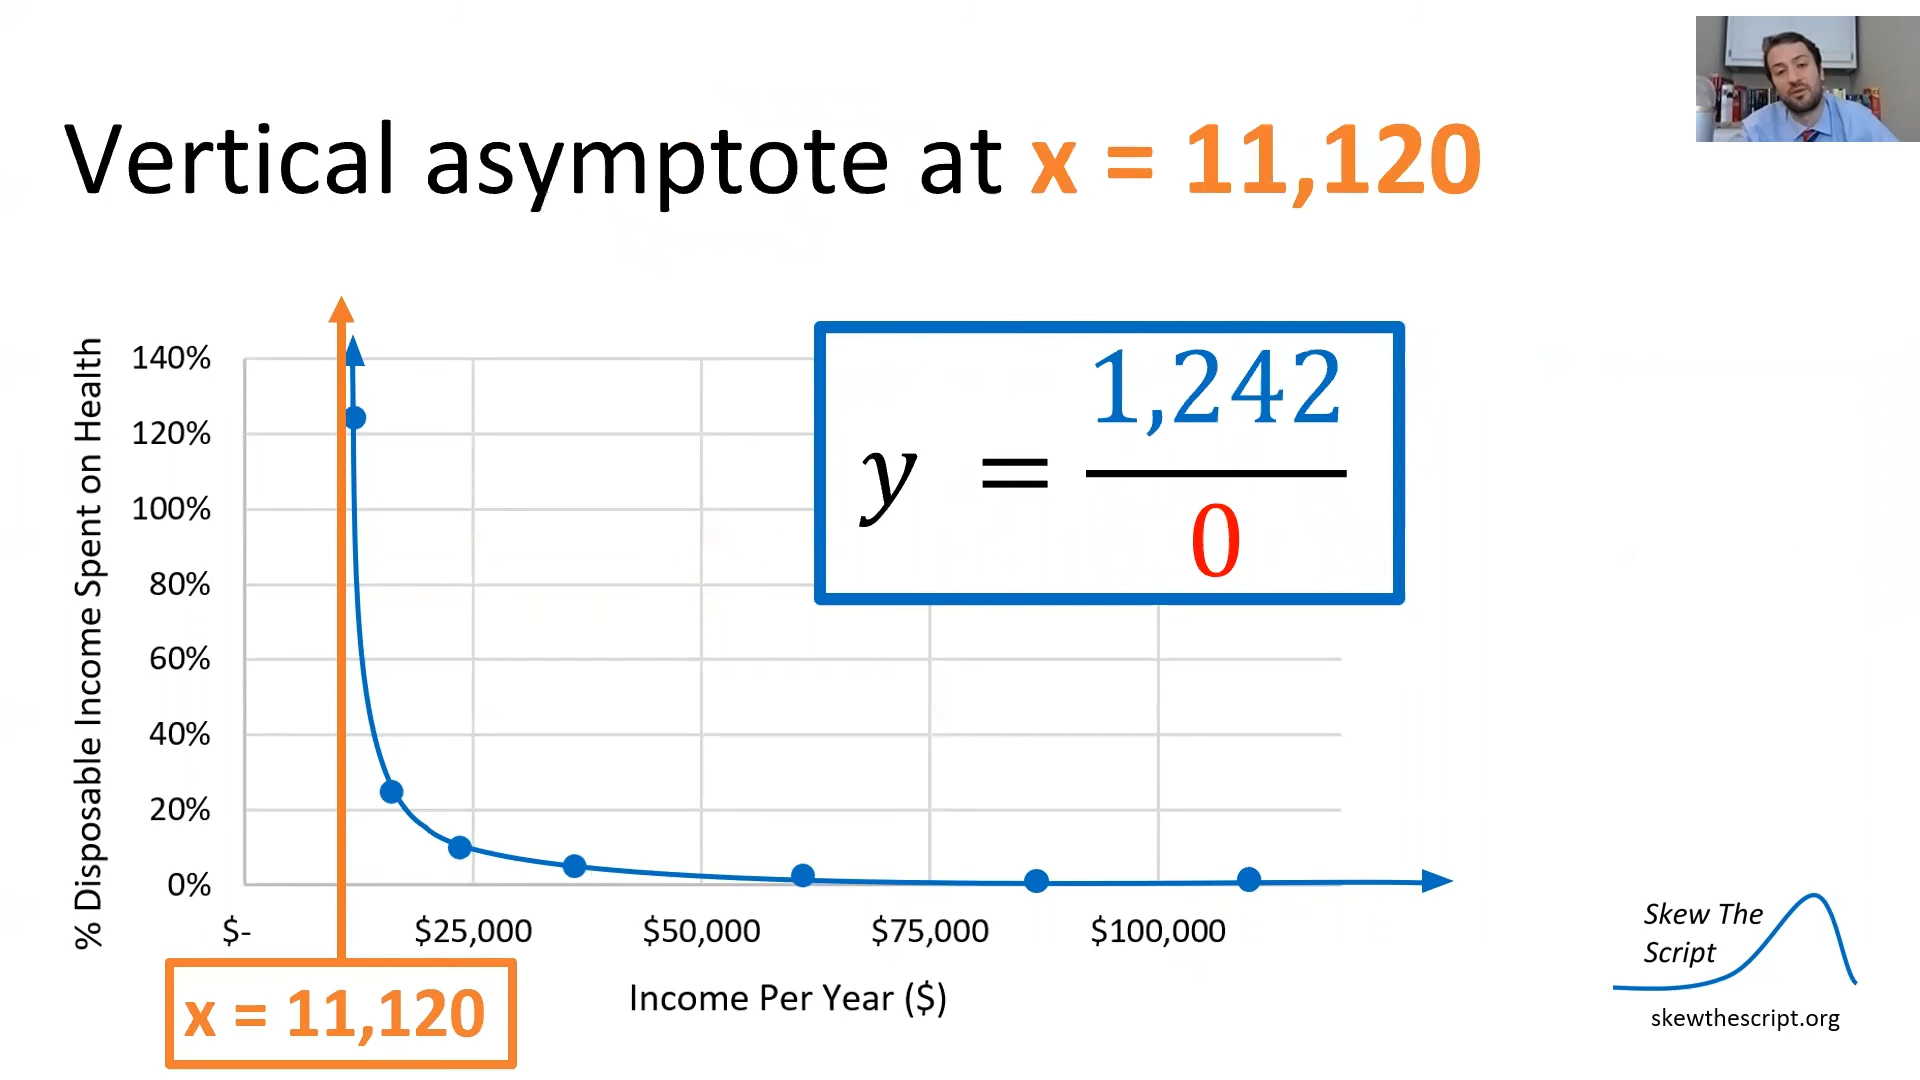 Vertical asymptote at x = 11,120
% Disposable Income Spent on Health
140%
120%
100%
80%
60%
40%
20%
0%
$-
$25,000
$50,000
$75,000
$100,000
Income Per Year ($)
x = 11,120
y = 1,242
0
Skew The
Script
skewthescript.org